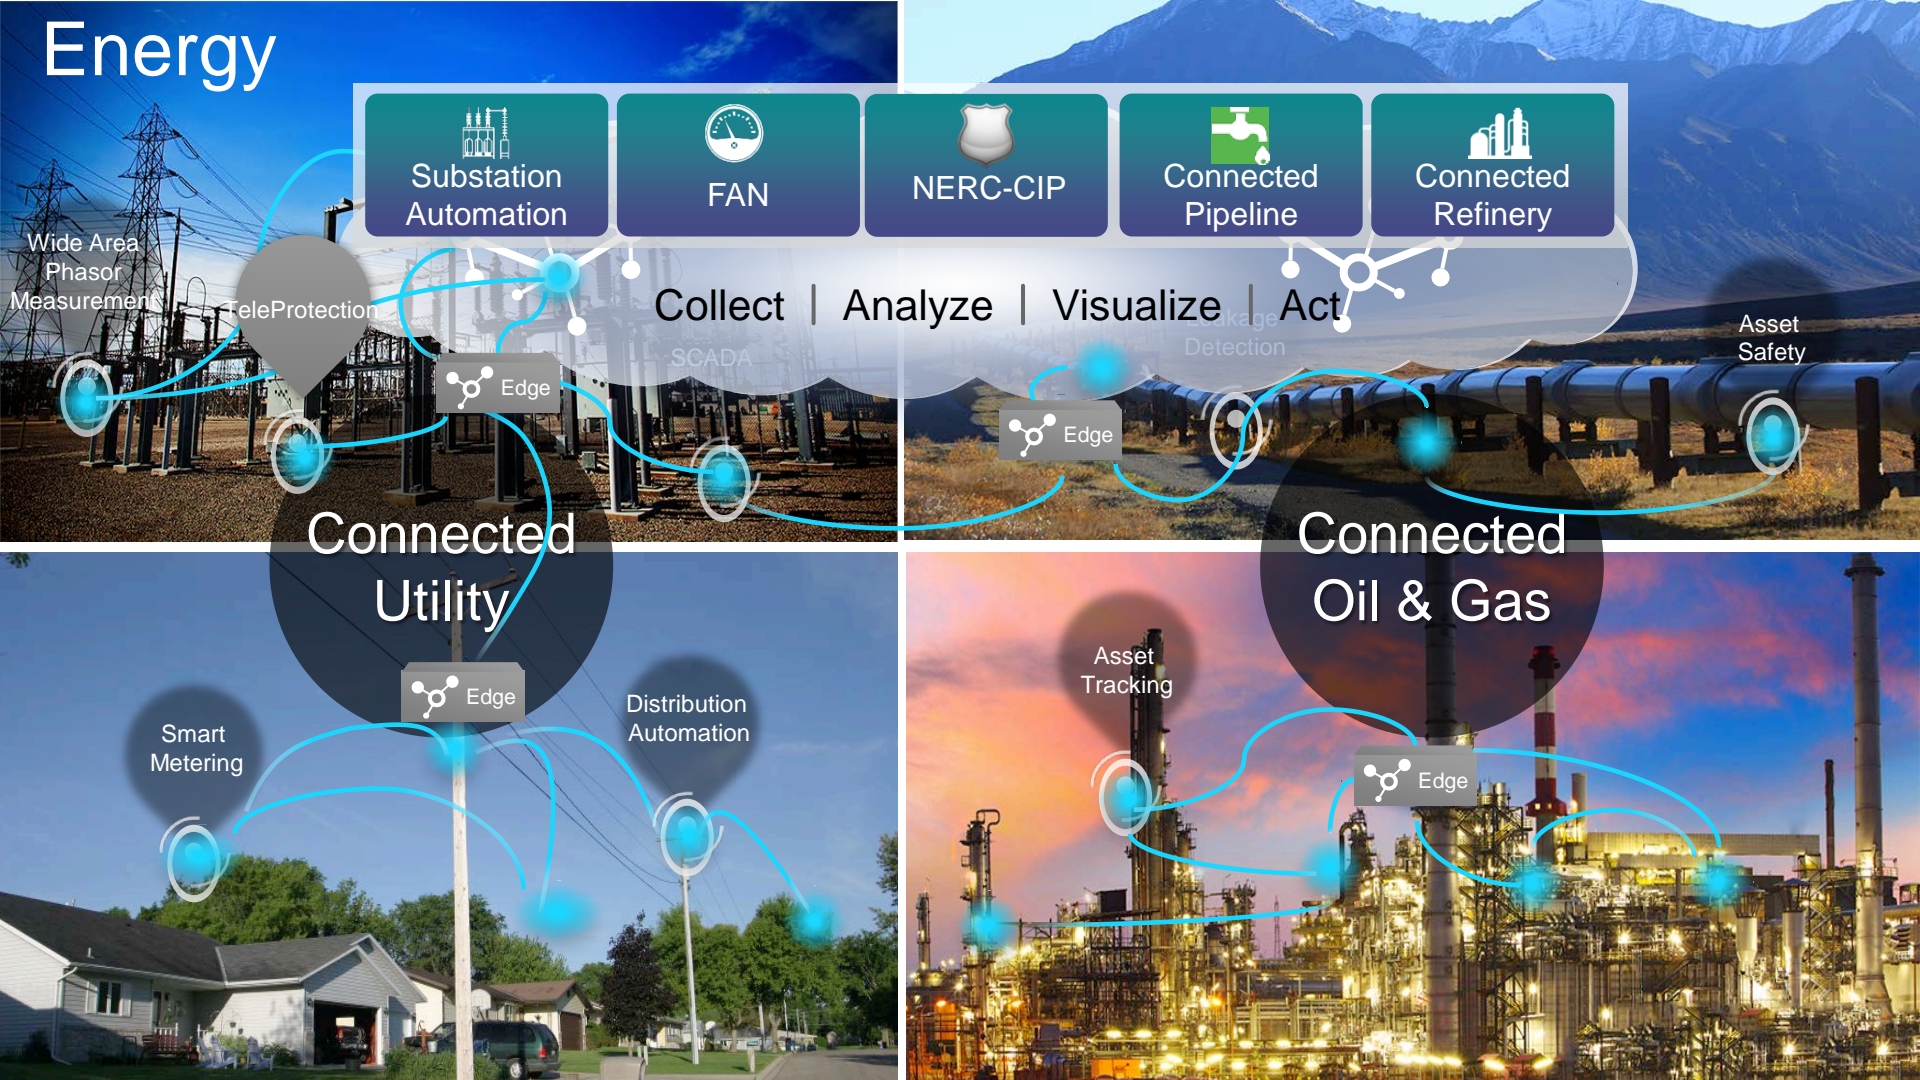 Energy
Substation
Automation
FAN
NERC-CIP
Connected
Pipeline
Connected
Refinery
Wide Area
Phasor
Measurement
TeleProtection
Collect | Analyze | Visualize | Act
Leakage
Detection
SCADA
Asset
Safety
Edge
Edge
Connected
Utility
Connected
Oil & Gas
Asset
Tracking
Edge
Distribution
Automation
Smart
Metering
Edge